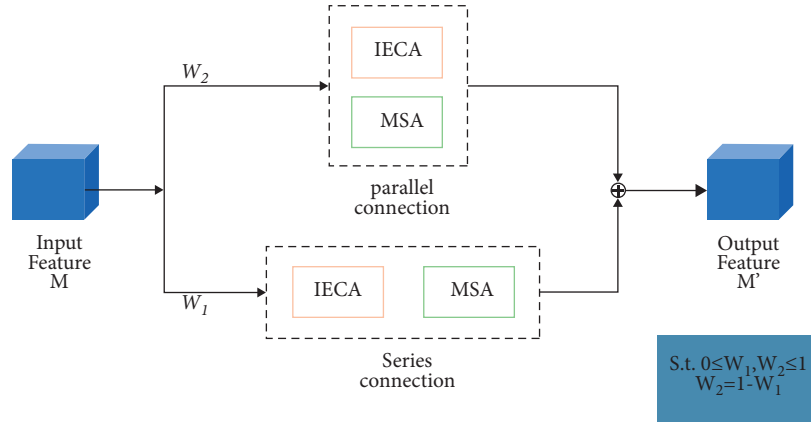 IECA
W₂
MSA
parallel
connection
Input
Feature
M
Output
Feature
M'
W₁
IECA
MSA
Series
connection
S.t. 0≤W₁,W₂≤1
W₂=1-W₁